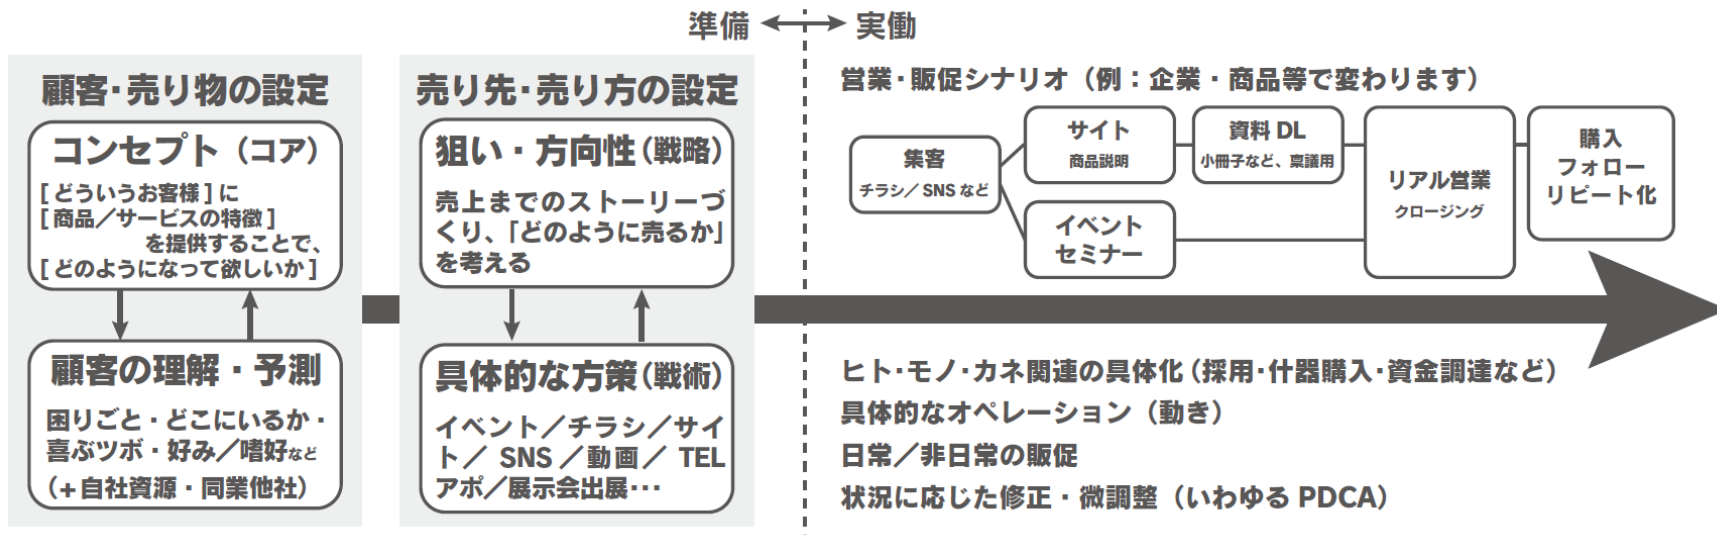 準備
実働
顧客・売り物の設定
コンセプト（コア）
[ どういうお客様 ] に
[ 商品／サービスの特徴 ]
を提供することで、
[ どのようになって欲しいか ]
顧客の理解・予測
困りごと・どこにいるか・
喜ぶツボ・好み／嗜好など
（+ 自社資源・同業他社）
売り先・売り方の設定
狙い・方向性（戦略）
売上までのストーリーづ
くり、「どのように売るか」
を考える
具体的な方策（戦術）
イベント／チラシ／サイ
ト／ SNS ／動画／ TEL
アポ／展示会出展･･･
営業・販促シナリオ（例：企業・商品等で変わります）
集客
チラシ／ SNS など
サイト
商品説明
資料 DL
小冊子など、稟議用
イベント
セミナー
リアル営業
クロージング
購入
フォロー
リピート化
ヒト・モノ・カネ関連の具体化（採用・什器購入・資金調達など）
具体的なオペレーション（動き）
日常／非日常の販促
状況に応じた修正・微調整（いわゆる PDCA）